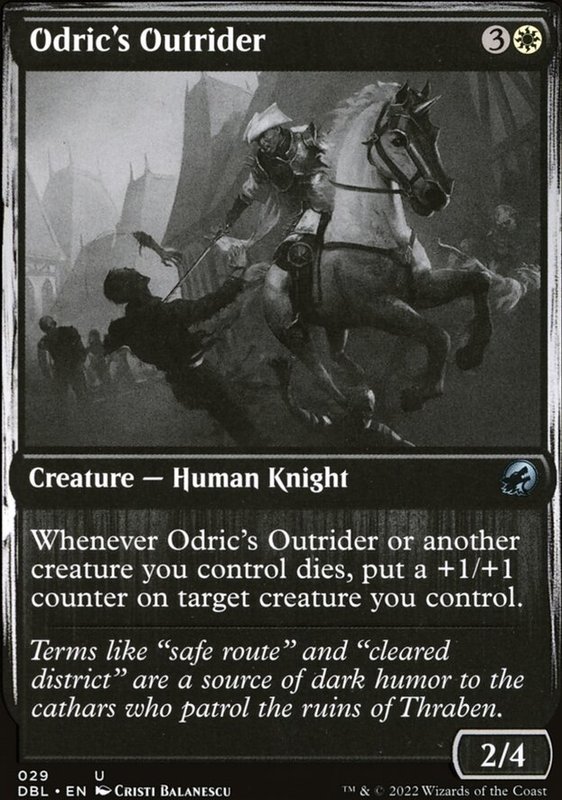 Odric's Outrider 3
Creature — Human Knight
Whenever Odric's Outrider or another
creature you control dies, put a +1/+1
counter on target creature you control.
Terms like “safe route” and “cleared
district” are a source of dark humor to the
cathars who patrol the ruins of Thraben.
2/4
029 U
DBL • EN Cristi Balanescu ™ & © 2022 Wizards of the Coast